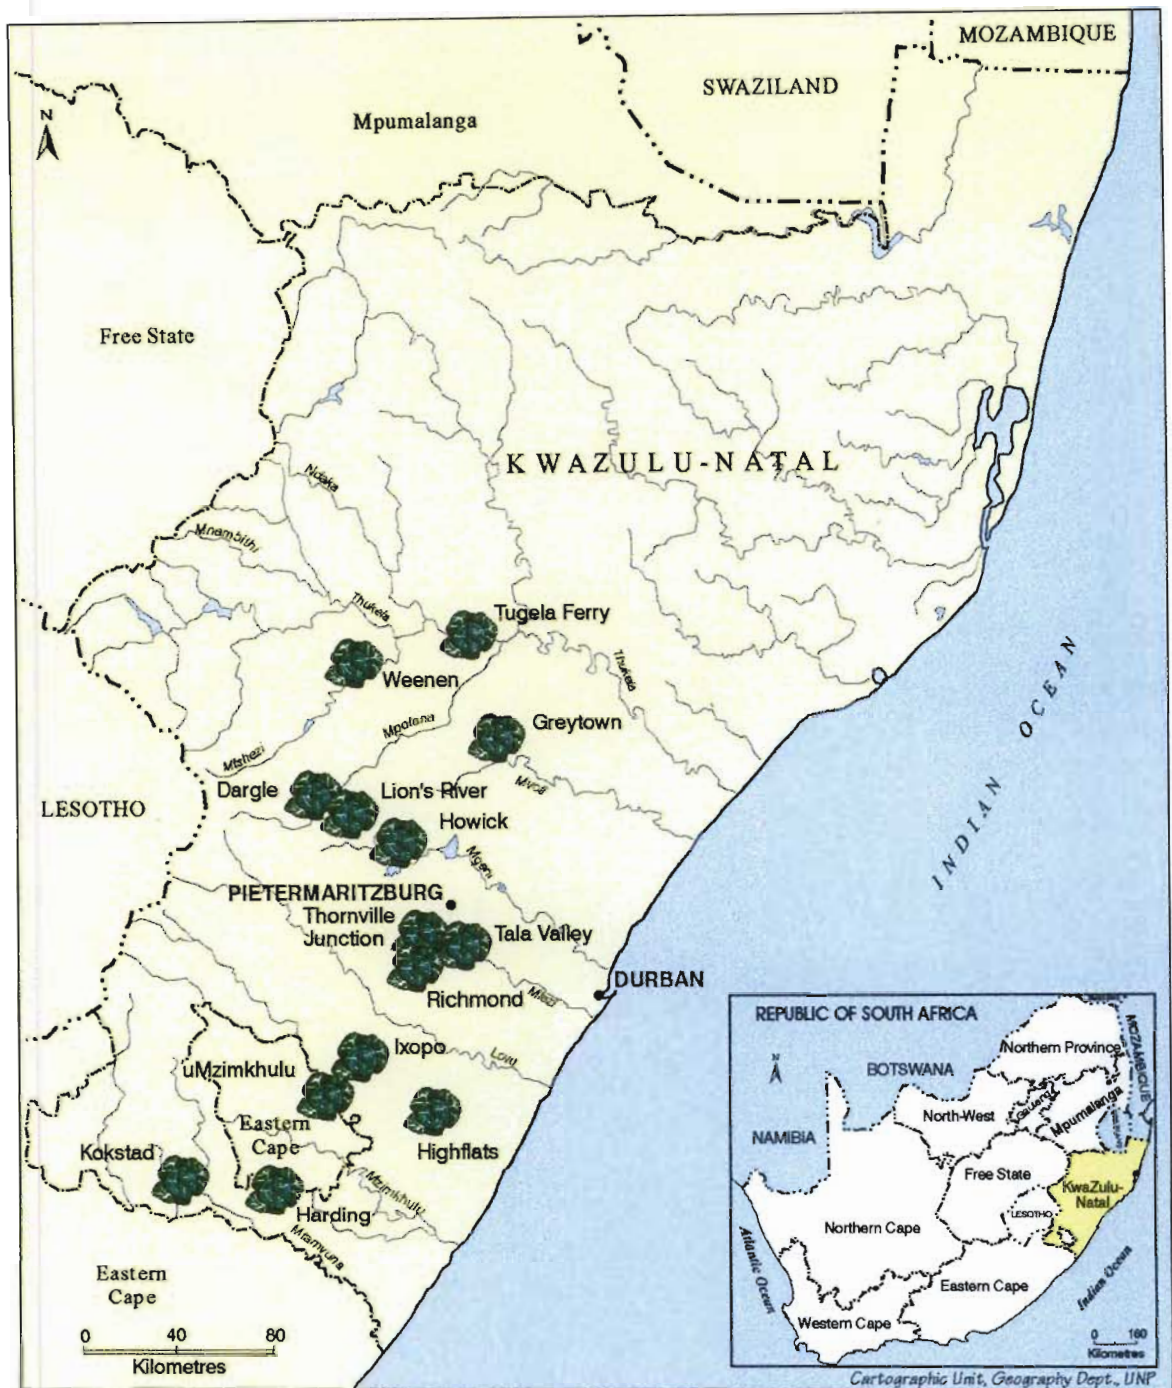 MOZAMBIQUE
SWAZILAND
Mpumalanga
N
Free State
KWAZULU-NATAL
Ndaka
Mnambithi
Thukela
Tugela Ferry
Weenen
Thukela
Greytown
Mpofana
Mtshezi
Mvoti
Dargle
Lion's River
Howick
LESOTHO
Mgeni
PIETERMARITZBURG
Thornville
Junction
Tala Valley
Richmond
Mlazi
DURBAN
INDIAN OCEAN
Ixopo
Lovu
uMzimkhulu
Eastern
Cape
Highflats
Kokstad
Mzimkhulu
Harding
Mtamvuna
Eastern
Cape
0 40 80
Kilometres
REPUBLIC OF SOUTH AFRICA
N
BOTSWANA
NAMIBIA
MOZAMBIQUE
Northern Province
North-West
Gauteng
Mpumalanga
Free State
KwaZulu-
Natal
LESOTHO
Northern Cape
Eastern Cape
Western Cape
Atlantic Ocean
Indian Ocean
0 160
Kilometres
Cartographic Unit, Geography Dept., UNP